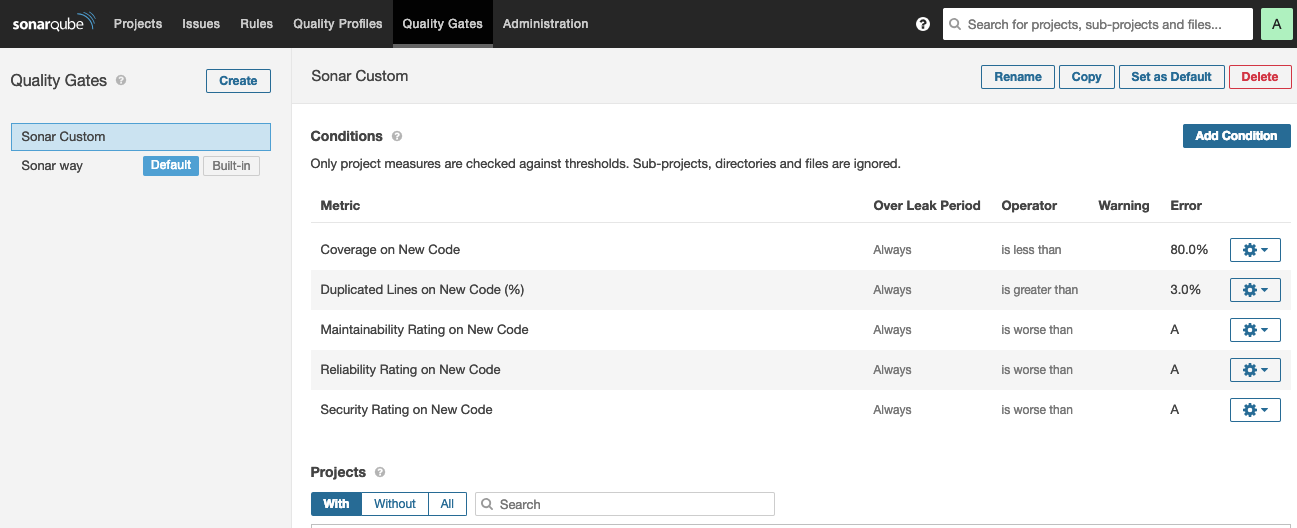 sonarqube Projects Issues Rules Quality Profiles Quality Gates Administration ? Search for projects, sub-projects and files... A
Quality Gates ? Create
Sonar Custom
Sonar way Default Built-in
Sonar Custom Rename Copy Set as Default Delete
Conditions ? Add Condition
Only project measures are checked against thresholds. Sub-projects, directories and files are ignored.
Metric Over Leak Period Operator Warning Error
Coverage on New Code Always is less than 80.0%
Duplicated Lines on New Code (%) Always is greater than 3.0%
Maintainability Rating on New Code Always is worse than A
Reliability Rating on New Code Always is worse than A
Security Rating on New Code Always is worse than A
Projects ?
With Without All Search